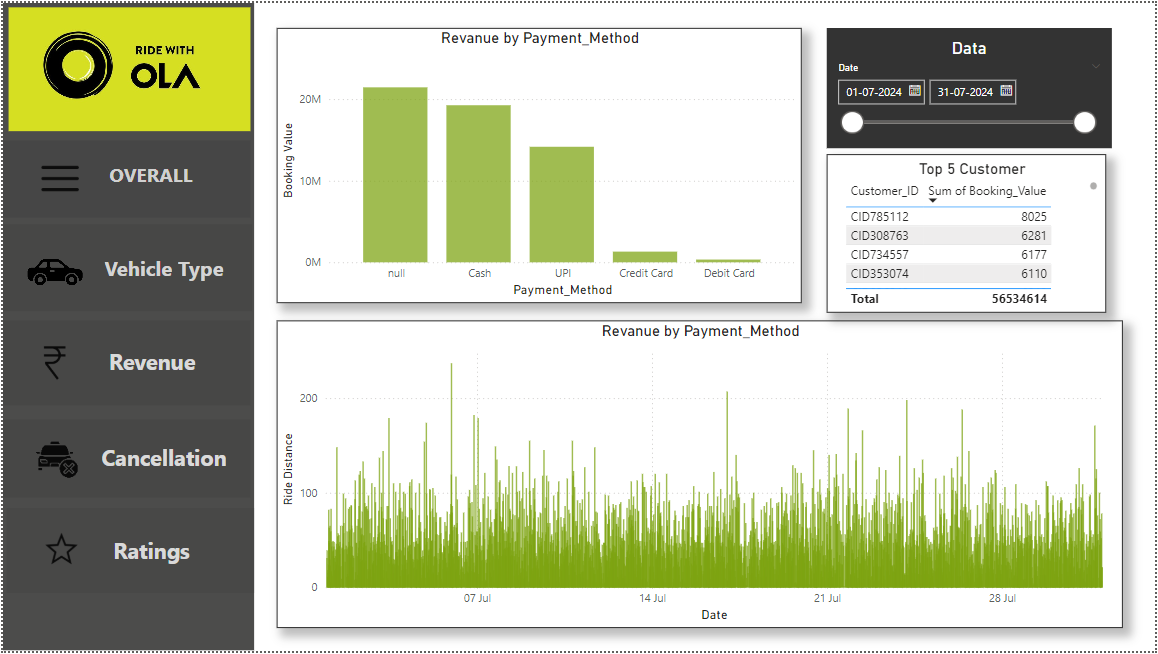 RIDE WITH
OLA
OVERALL
Vehicle Type
Revenue
Cancellation
Ratings
Revanue by Payment_Method
Booking Value
20M
10M
0M
null Cash UPI Credit Card Debit Card
Payment_Method
Data
Date
01-07-2024 31-07-2024
Top 5 Customer
Customer_ID Sum of Booking_Value
CID785112 8025
CID308763 6281
CID734557 6177
CID353074 6110
Total 56534614
Revanue by Payment_Method
Ride Distance
200
100
0
07 Jul 14 Jul 21 Jul 28 Jul
Date